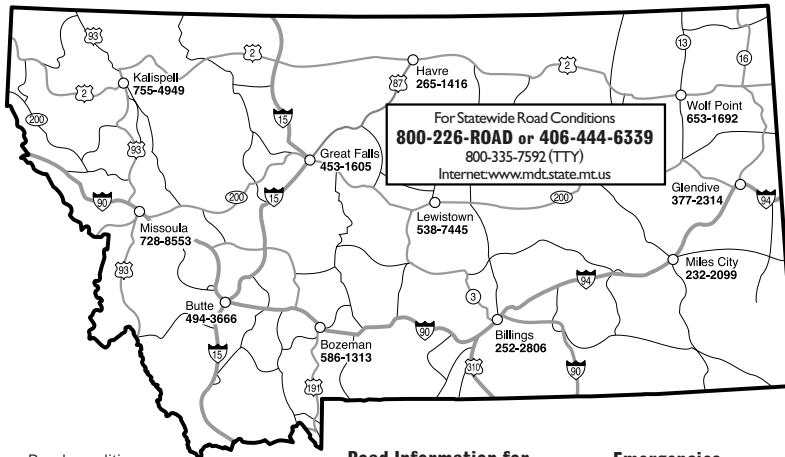 93
2
Kalispell
755-4949
2
200
93
90
Missoula
728-8553
93
200
15
15
Great Falls
453-1605
Havre
265-1416
87
2
13
16
Wolf Point
653-1692
For Statewide Road Conditions
800-226-ROAD or 406-444-6339
800-335-7592 (TTY)
Internet:www.mdt.state.mt.us
Glendive
377-2314
94
Lewistown
538-7445
200
Miles City
232-2099
94
3
Butte
494-3666
15
Bozeman
586-1313
191
90
Billings
252-2806
310
90
Road Information for
Emergencies